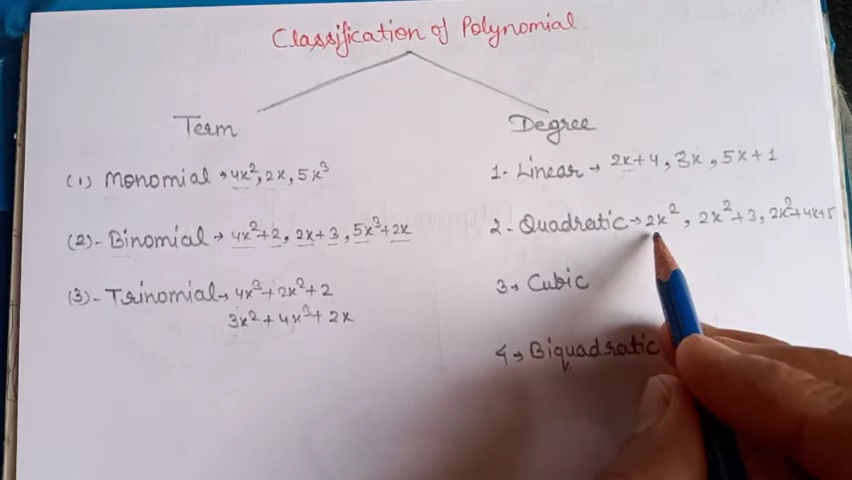 Classification of Polynomial
Term
(1) Monomial → 4x², 2x, 5x³
(2)- Binomial → 4x²+2, 2x+3, 5x³+2x
(3)- Trinomial → 4x³+2x²+2
3x²+4x³+2x
Degree
1- Linear → 2x+4, 3x, 5x+1
2- Quadratic → 2x², 2x²+3, 2x²+4x+5
3→ Cubic
4→ Biquadratic